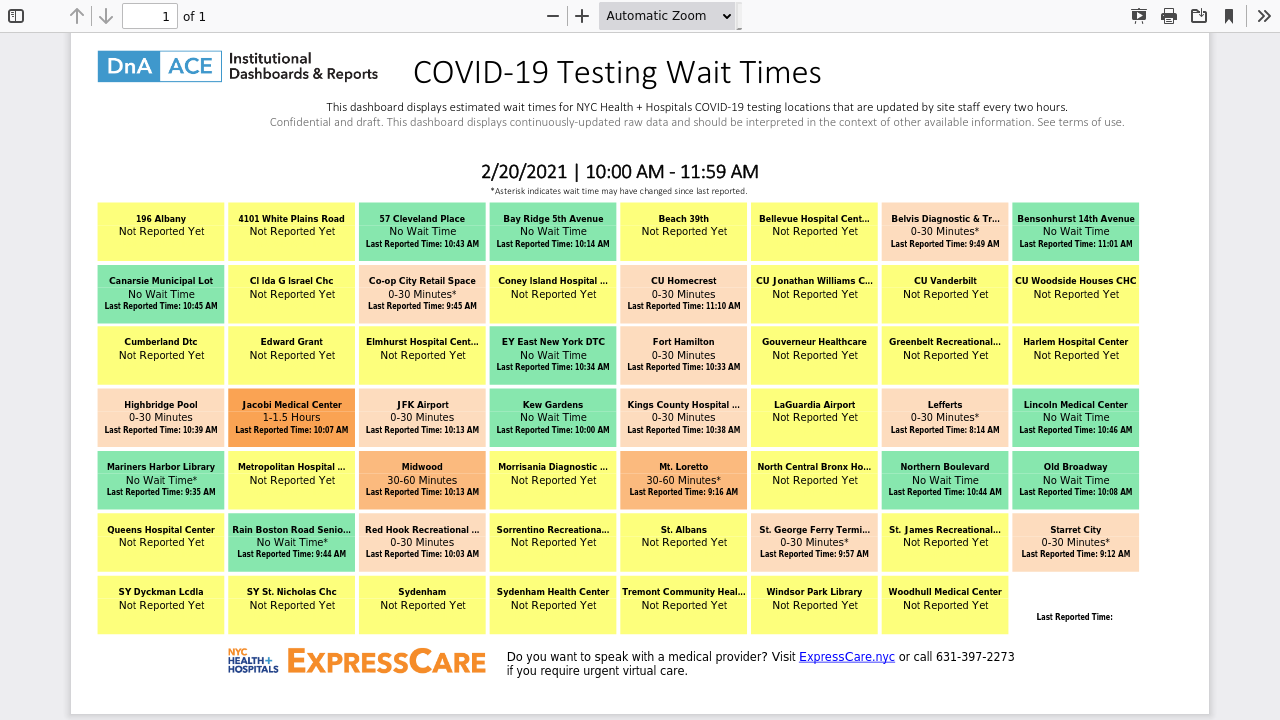 1 of 1 Automatic Zoom
DnA ACE Institutional
Dashboards & Reports
COVID-19 Testing Wait Times
This dashboard displays estimated wait times for NYC Health + Hospitals COVID-19 testing locations that are updated by site staff every two hours.
Confidential and draft. This dashboard displays continuously-updated raw data and should be interpreted in the context of other available information. See terms of use.
2/20/2021 | 10:00 AM - 11:59 AM
*Asterisk indicates wait time may have changed since last reported.
196 Albany 4101 White Plains Road 57 Cleveland Place Bay Ridge 5th Avenue Beach 39th Bellevue Hospital Cent... Belvis Diagnostic & Tr... Bensonhurst 14th Avenue
Not Reported Yet Not Reported Yet No Wait Time No Wait Time Not Reported Yet Not Reported Yet 0-30 Minutes* No Wait Time
Last Reported Time: 10:43 AM Last Reported Time: 10:14 AM Last Reported Time: 9:49 AM Last Reported Time: 11:01 AM
Canarsie Municipal Lot Cl Ida G Israel Chc Co-op City Retail Space Coney Island Hospital ... CU Homecrest CU Jonathan Williams C... CU Vanderbilt CU Woodside Houses CHC
No Wait Time Not Reported Yet 0-30 Minutes* Not Reported Yet 0-30 Minutes Not Reported Yet Not Reported Yet Not Reported Yet
Last Reported Time: 10:45 AM Last Reported Time: 9:45 AM Last Reported Time: 11:10 AM
Cumberland Dtc Edward Grant Elmhurst Hospital Cent... EY East New York DTC Fort Hamilton Gouverneur Healthcare Greenbelt Recreational... Harlem Hospital Center
Not Reported Yet Not Reported Yet Not Reported Yet No Wait Time 0-30 Minutes Not Reported Yet Not Reported Yet Not Reported Yet
Last Reported Time: 10:34 AM Last Reported Time: 10:33 AM
Highbridge Pool Jacobi Medical Center JFK Airport Kew Gardens Kings County Hospital ... LaGuardia Airport Lefferts Lincoln Medical Center
0-30 Minutes 1-1.5 Hours 0-30 Minutes No Wait Time 0-30 Minutes Not Reported Yet 0-30 Minutes* No Wait Time
Last Reported Time: 10:39 AM Last Reported Time: 10:07 AM Last Reported Time: 10:13 AM Last Reported Time: 10:00 AM Last Reported Time: 10:38 AM Last Reported Time: 8:14 AM Last Reported Time: 10:46 AM
Mariners Harbor Library Metropolitan Hospital ... Midwood Morrisania Diagnostic ... Mt. Loretto North Central Bronx Ho... Northern Boulevard Old Broadway
No Wait Time* Not Reported Yet 30-60 Minutes Not Reported Yet 30-60 Minutes* Not Reported Yet No Wait Time No Wait Time
Last Reported Time: 9:35 AM Last Reported Time: 10:13 AM Last Reported Time: 9:16 AM Last Reported Time: 10:44 AM Last Reported Time: 10:08 AM
Queens Hospital Center Rain Boston Road Senio... Red Hook Recreational ... Sorrentino Recreationa... St. Albans St. George Ferry Termi... St. James Recreational... Starret City
Not Reported Yet No Wait Time* 0-30 Minutes Not Reported Yet Not Reported Yet 0-30 Minutes* Not Reported Yet 0-30 Minutes*
Last Reported Time: 9:44 AM Last Reported Time: 10:03 AM Last Reported Time: 9:57 AM Last Reported Time: 9:12 AM
SY Dyckman Lcdla SY St. Nicholas Chc Sydenham Sydenham Health Center Tremont Community Heal... Windsor Park Library Woodhull Medical Center
Not Reported Yet Not Reported Yet Not Reported Yet Not Reported Yet Not Reported Yet Not Reported Yet Not Reported Yet
Last Reported Time:
NYC
HEALTH+
HOSPITALS
EXPRESSCARE
Do you want to speak with a medical provider? Visit ExpressCare.nyc or call 631-397-2273
if you require urgent virtual care.